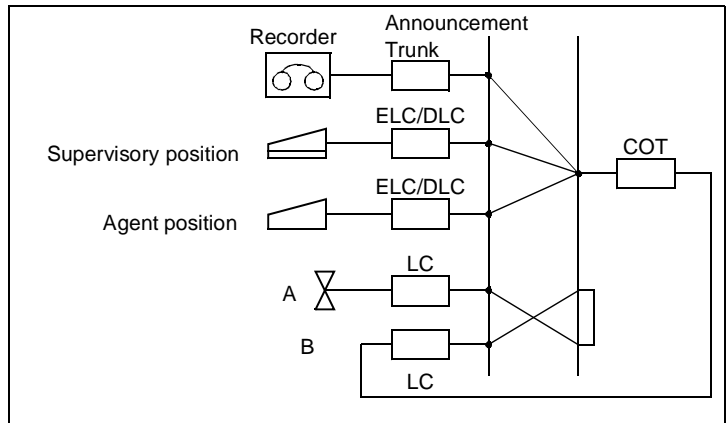 Announcement
Recorder
Trunk
ELC/DLC
Supervisory position
COT
ELC/DLC
Agent position
LC
A
B
LC